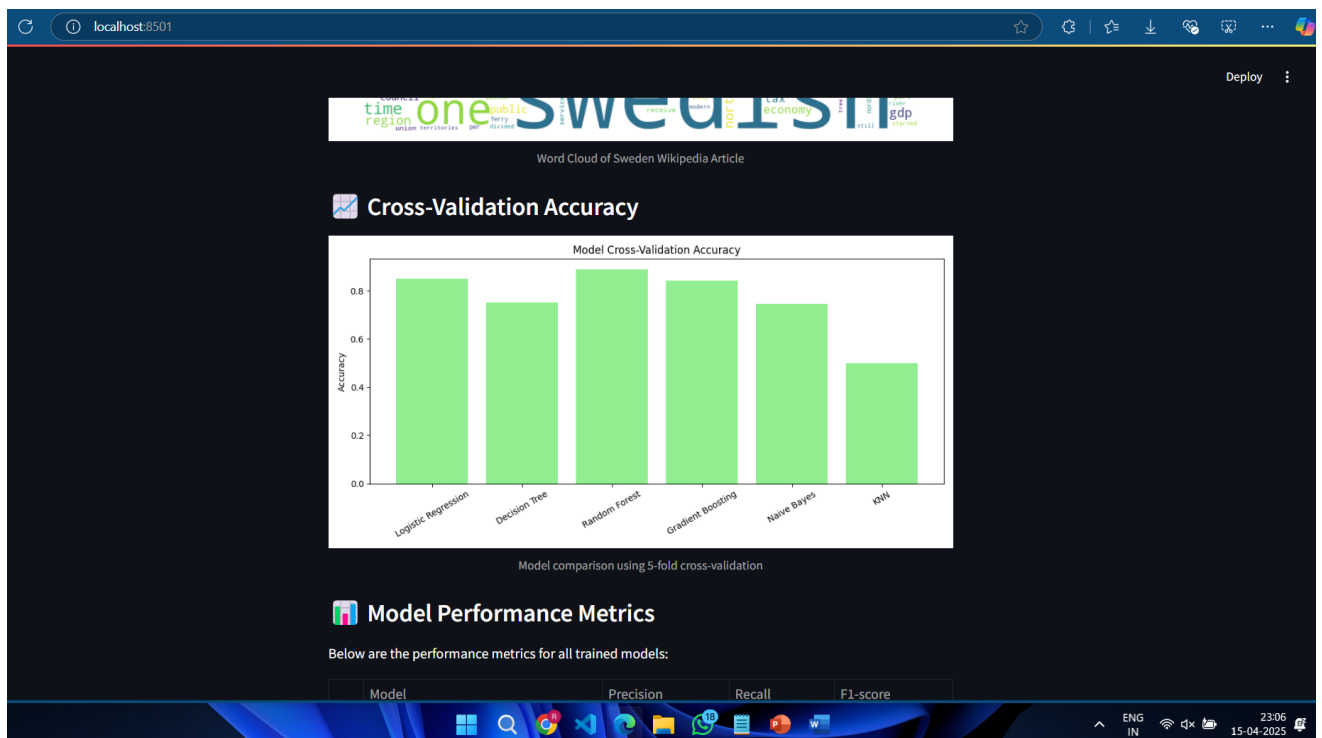 localhost:8501
Deploy
time one public Swedish tax economy gdp
region ferry receive modern north river
union territories per divided still started
Word Cloud of Sweden Wikipedia Article
Cross-Validation Accuracy
Model Cross-Validation Accuracy
Accuracy
0.8
0.6
0.4
0.2
0.0
Logistic Regression
Decision Tree
Random Forest
Gradient Boosting
Naive Bayes
KNN
Model comparison using 5-fold cross-validation
Model Performance Metrics
Below are the performance metrics for all trained models:
Model Precision Recall F1-score
18
ENG
IN
23:06
15-04-2025